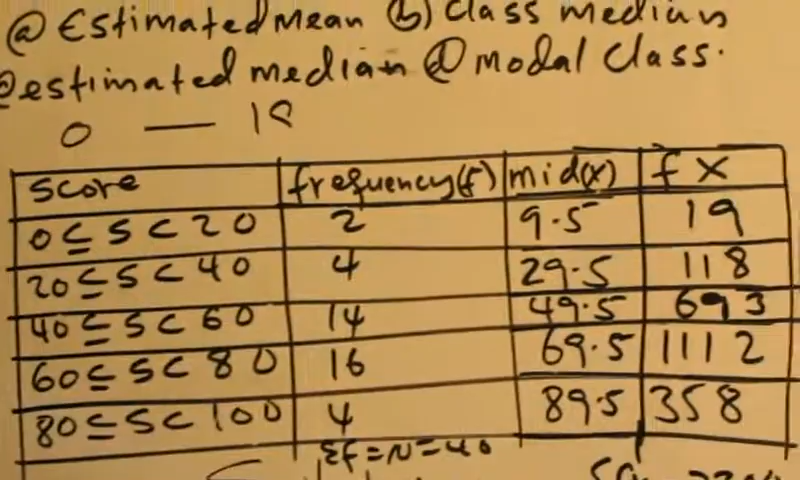 @ Estimated Mean (b) Class median
@ estimated median @ modal Class.
0 — 19
Score frequency(f) mid(x) f x
0 ≤ S < 20 2 9.5 19
20 ≤ S < 40 4 29.5 118
40 ≤ S < 60 14 49.5 693
60 ≤ S < 80 16 69.5 1112
80 ≤ S < 100 4 89.5 358
Σf = N = 40